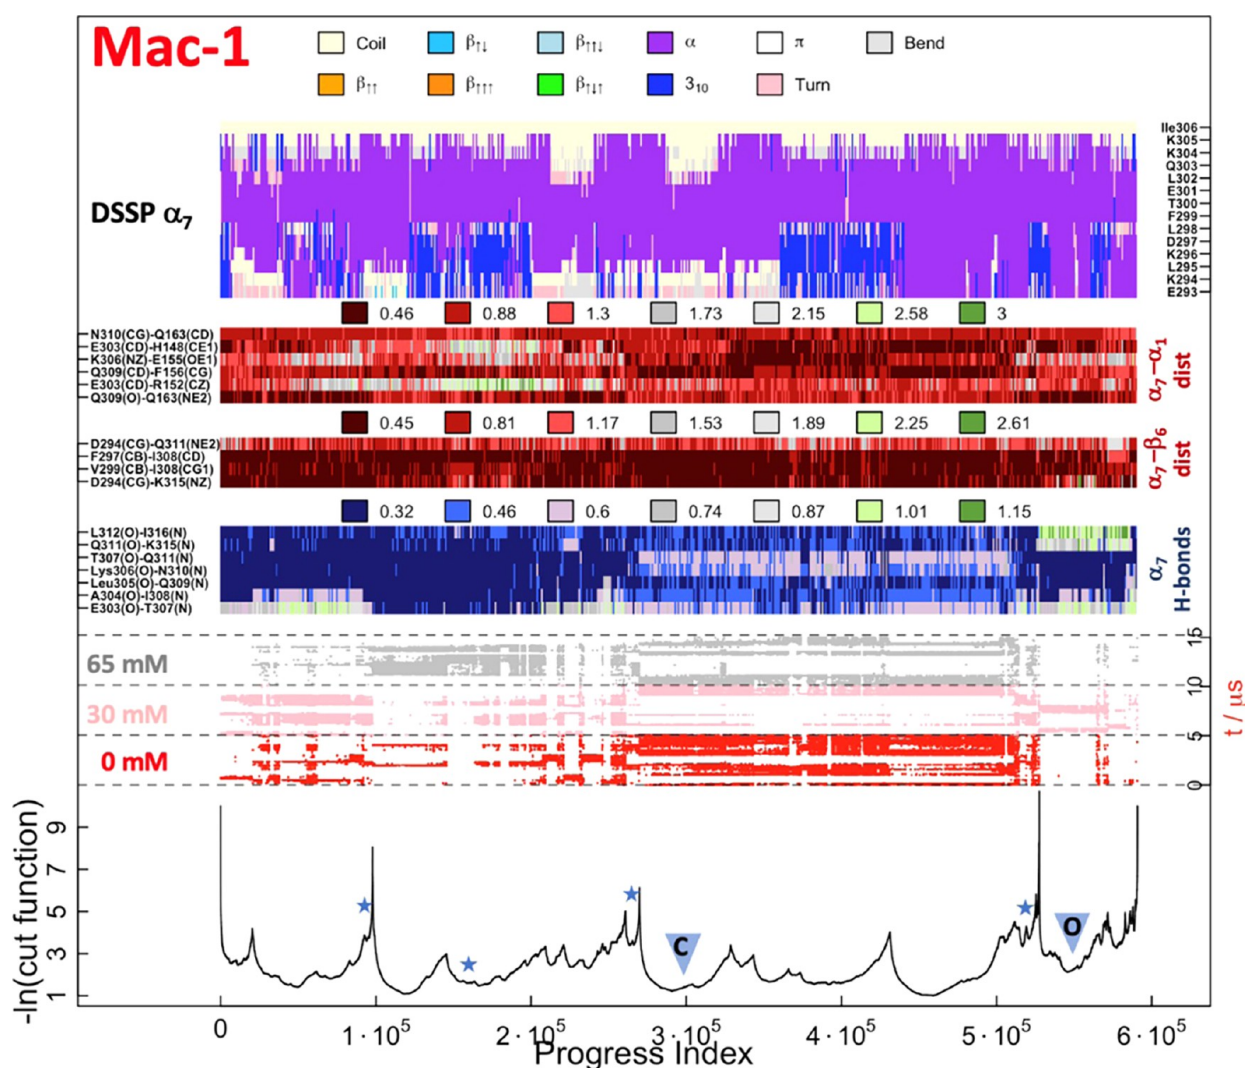 Mac-1
Coil
β↑↓
β↑↑↓
α
π
Bend
β↑↑
β↑↑↑
β↑↓↑
3₁₀
Turn
DSSP α₇
Ile306
K305
K304
Q303
L302
E301
T300
F299
L298
D297
K296
L295
K294
E293
0.46 0.88 1.3 1.73 2.15 2.58 3
N310(CG)-Q163(CD)
E303(CD)-H148(CE1)
K306(NZ)-E155(OE1)
Q309(CD)-F156(CG)
E303(CD)-R152(CZ)
Q309(O)-Q163(NE2)
α₇-α₁
dist
0.45 0.81 1.17 1.53 1.89 2.25 2.61
D294(CG)-Q311(NE2)
F297(CB)-I308(CD)
V299(CB)-I308(CG1)
D294(CG)-K315(NZ)
α₇-β₆
dist
0.32 0.46 0.6 0.74 0.87 1.01 1.15
L312(O)-I316(N)
Q311(O)-K315(N)
T307(O)-Q311(N)
Lys306(O)-N310(N)
Leu305(O)-Q309(N)
A304(O)-I308(N)
E303(O)-T307(N)
α₇
H-bonds
65 mM
30 mM
0 mM
15
10
5
0
t / µs
-ln(cut function)
9
7
5
3
1
C
O
0 1·10⁵ 2·10⁵ 3·10⁵ 4·10⁵ 5·10⁵ 6·10⁵
Progress Index